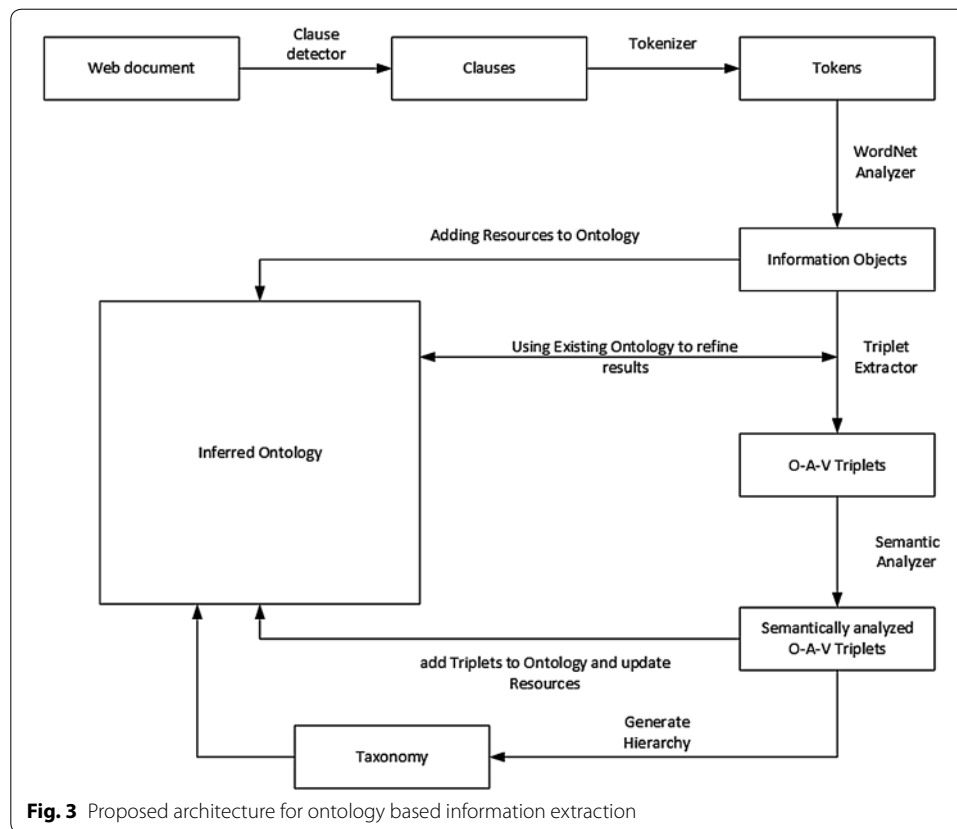 Clause
detector
Tokenizer
Web document
Clauses
Tokens
WordNet
Analyzer
Adding Resources to Ontology
Information Objects
Using Existing Ontology to refine
results
Triplet
Extractor
Inferred Ontology
O-A-V Triplets
Semantic
Analyzer
Semantically analyzed
O-A-V Triplets
add Triplets to Ontology and update
Resources
Generate
Hierarchy
Taxonomy
Fig. 3 Proposed architecture for ontology based information extraction